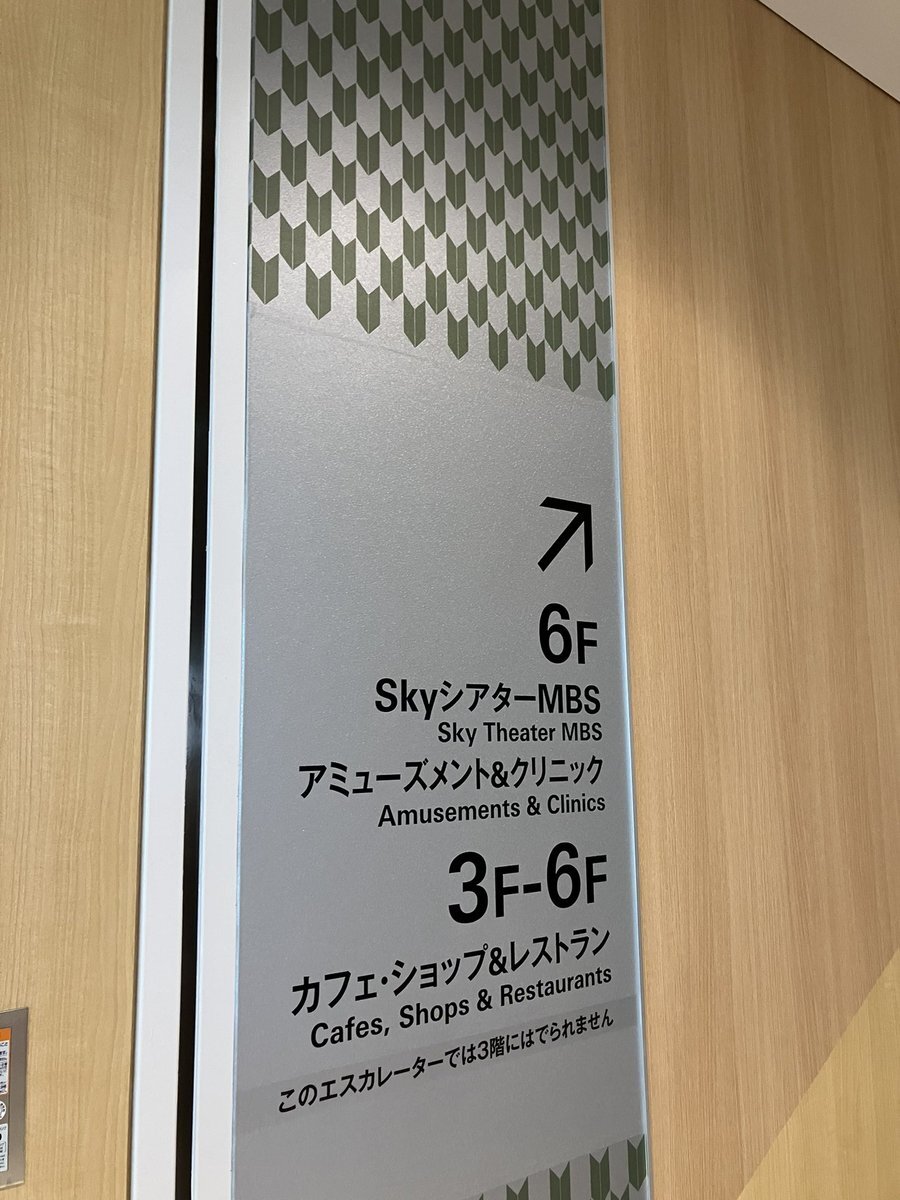 6F
SkyシアターMBS
Sky Theater MBS
アミューズメント&クリニック
Amusements & Clinics
3F-6F
カフェ・ショップ&レストラン
Cafes, Shops & Restaurants
このエスカレーターでは3階にはでられません